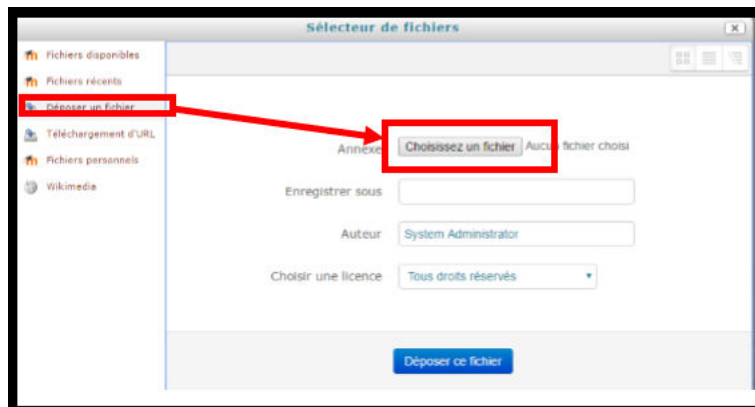 Sélecteur de fichiers
Fichiers disponibles
Fichiers récents
Déposer un fichier
Téléchargement d'URL
Fichiers personnels
Wikimedia
Annexe Choisissez un fichier Aucun fichier choisi
Enregistrer sous
Auteur System Administrator
Choisir une licence Tous droits réservés
Déposer ce fichier